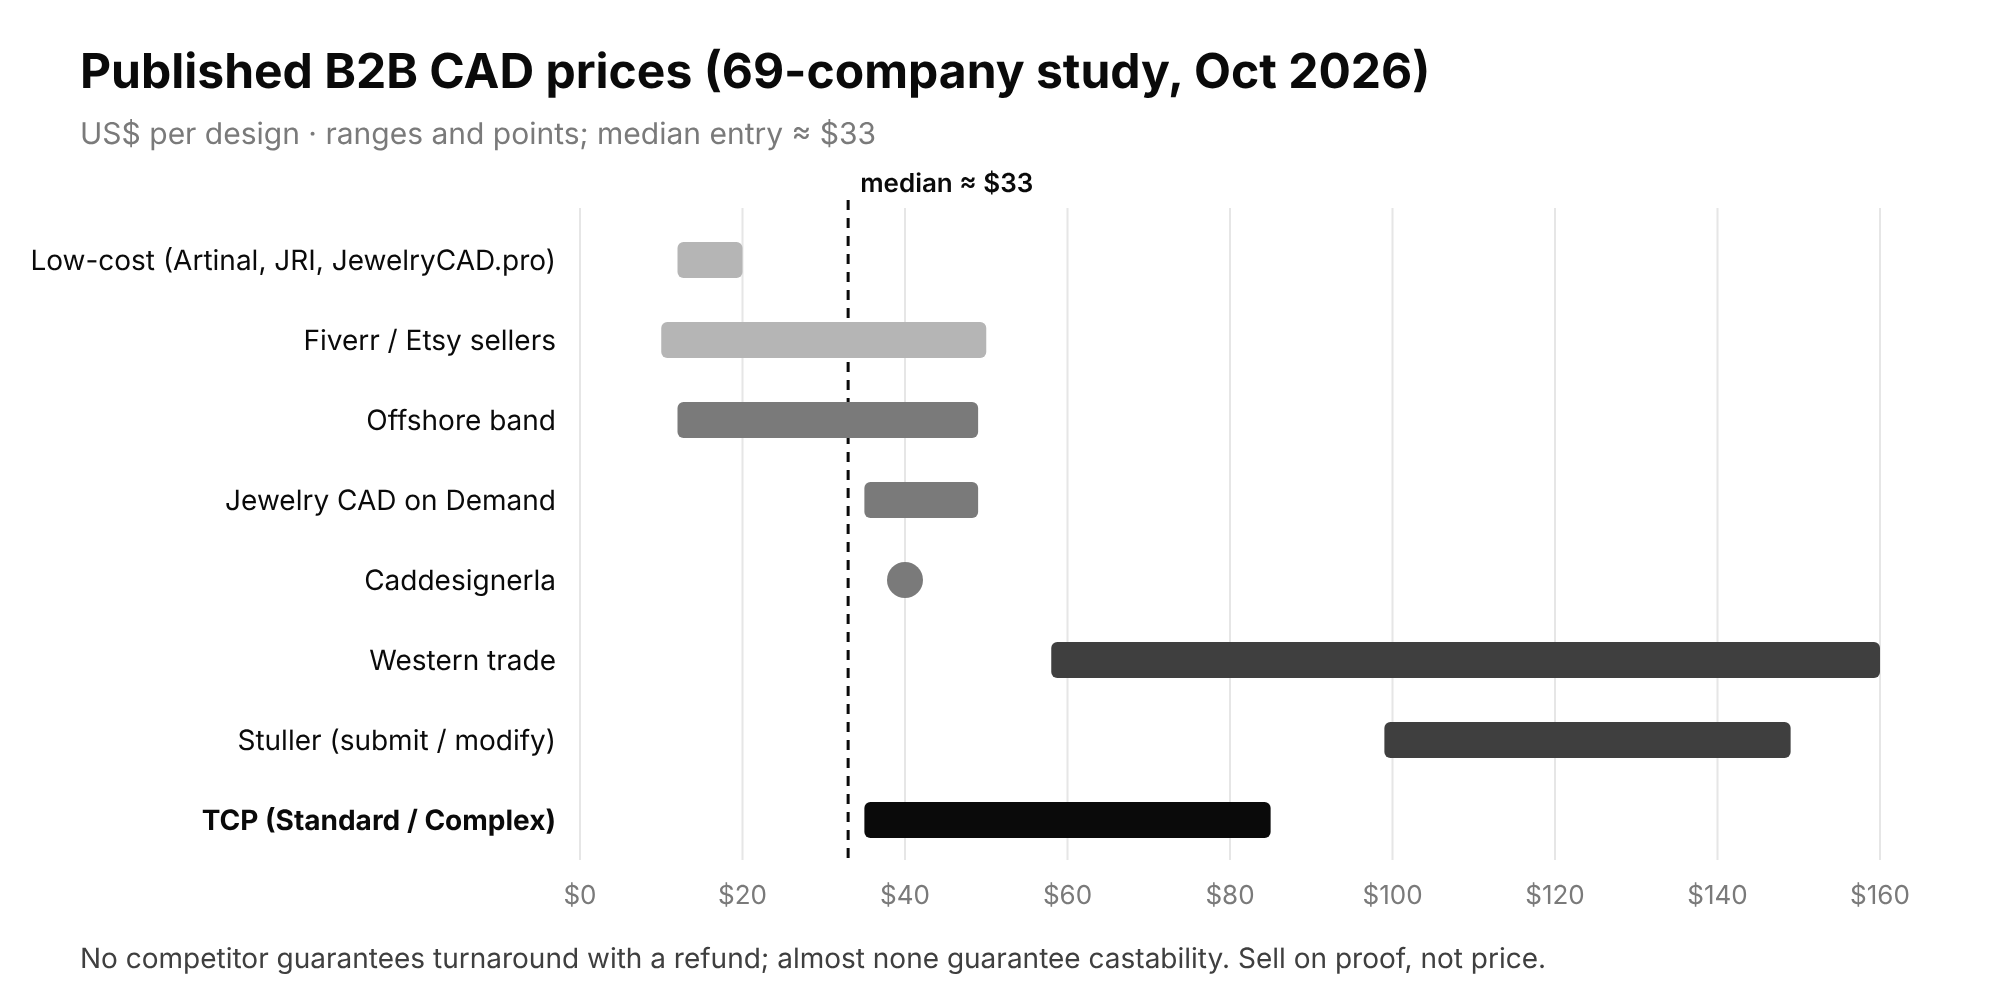 Published B2B CAD prices (69-company study, Oct 2026)
US$ per design · ranges and points; median entry ≈ $33
median ≈ $33
Low-cost (Artinal, JRI, JewelryCAD.pro)
Fiverr / Etsy sellers
Offshore band
Jewelry CAD on Demand
Caddesignerla
Western trade
Stuller (submit / modify)
TCP (Standard / Complex)
$0 $20 $40 $60 $80 $100 $120 $140 $160
No competitor guarantees turnaround with a refund; almost none guarantee castability. Sell on proof, not price.